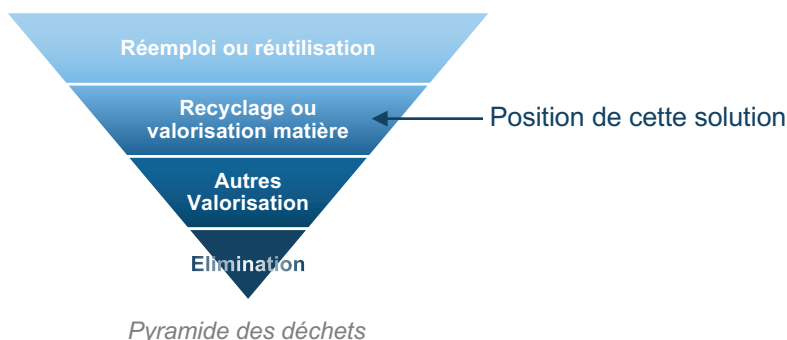 Réemploi ou réutilisation
Recyclage ou
valorisation matière
Position de cette solution
Autres
Valorisation
Elimination
Pyramide des déchets